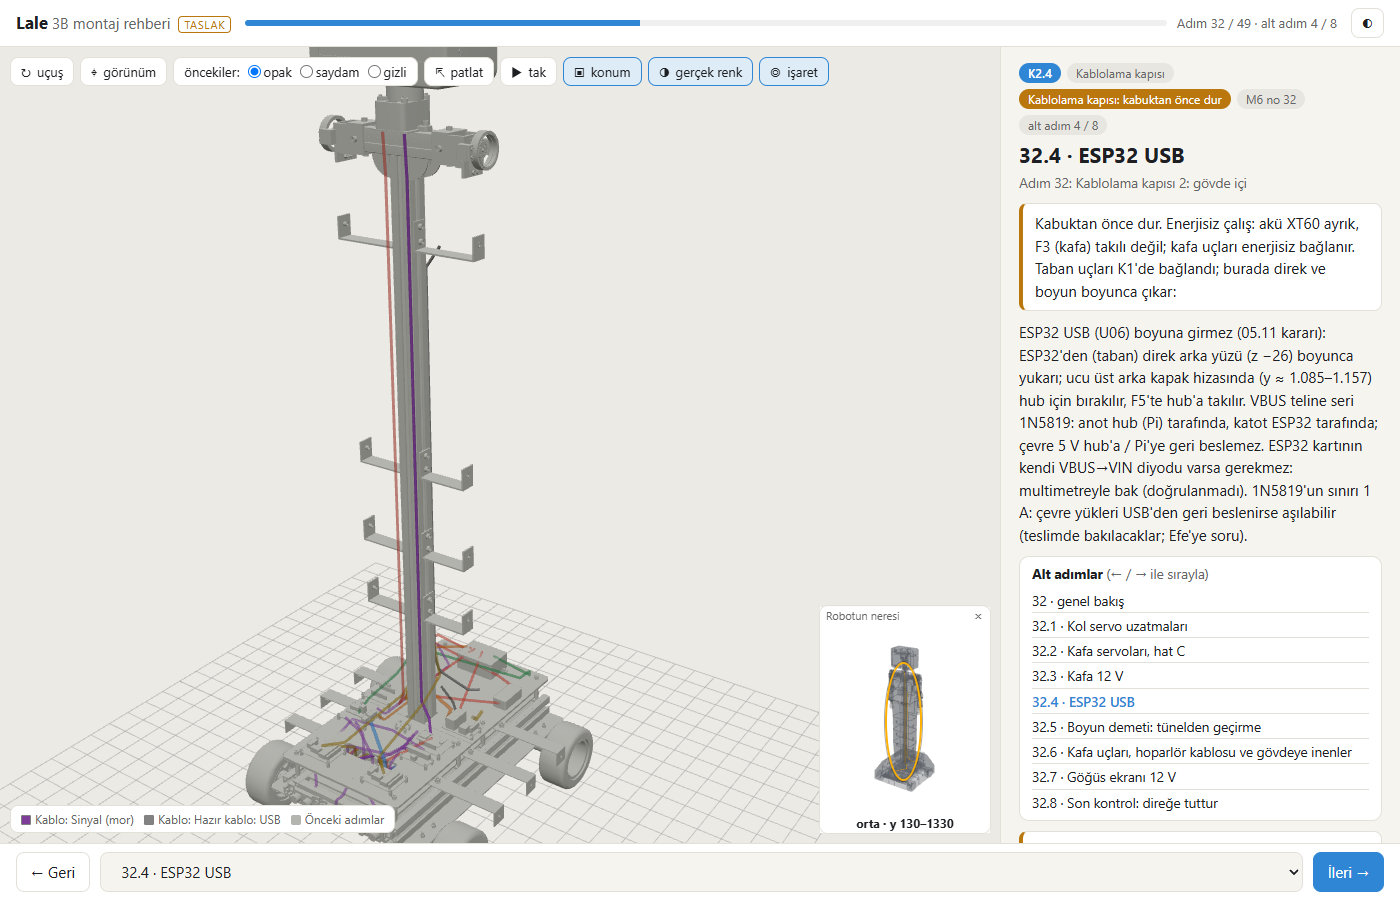 Lale 3B montaj rehberi TASLAK
Adım 32 / 49 · alt adım 4 / 8
↻ uçuş
⌖ görünüm
öncekiler: opak saydam gizli
⇱ patlat
▶ tak
▣ konum
◑ gerçek renk
◎ işaret
K2.4
Kablolama kapısı
Kablolama kapısı: kabuktan önce dur
M6 no 32
alt adım 4 / 8
32.4 · ESP32 USB
Adım 32: Kablolama kapısı 2: gövde içi
Kabuktan önce dur. Enerjisiz çalış: akü XT60 ayrık,
F3 (kafa) takılı değil; kafa uçları enerjisiz bağlanır.
Taban uçları K1'de bağlandı; burada direk ve
boyun boyunca çıkar:
ESP32 USB (U06) boyuna girmez (05.11 kararı):
ESP32'den (taban) direk arka yüzü (z −26) boyunca
yukarı; ucu üst arka kapak hizasında (y ≈ 1.085–1.157)
hub için bırakılır, F5'te hub'a takılır. VBUS teline seri
1N5819: anot hub (Pi) tarafında, katot ESP32 tarafında;
çevre 5 V hub'a / Pi'ye geri beslemez. ESP32 kartının
kendi VBUS→VIN diyodu varsa gerekmez:
multimetreyle bak (doğrulanmadı). 1N5819'un sınırı 1
A: çevre yükleri USB'den geri beslenirse aşılabilir
(teslimde bakılacaklar; Efe'ye soru).
Alt adımlar (← / → ile sırayla)
32 · genel bakış
32.1 · Kol servo uzatmaları
32.2 · Kafa servoları, hat C
32.3 · Kafa 12 V
32.4 · ESP32 USB
32.5 · Boyun demeti: tünelden geçirme
32.6 · Kafa uçları, hoparlör kablosu ve gövdeye inenler
32.7 · Göğüs ekranı 12 V
32.8 · Son kontrol: direğe tuttur
Robotun neresi ×
orta · y 130–1330
Kablo: Sinyal (mor)
Kablo: Hazır kablo: USB
Önceki adımlar
← Geri
32.4 · ESP32 USB
İleri →